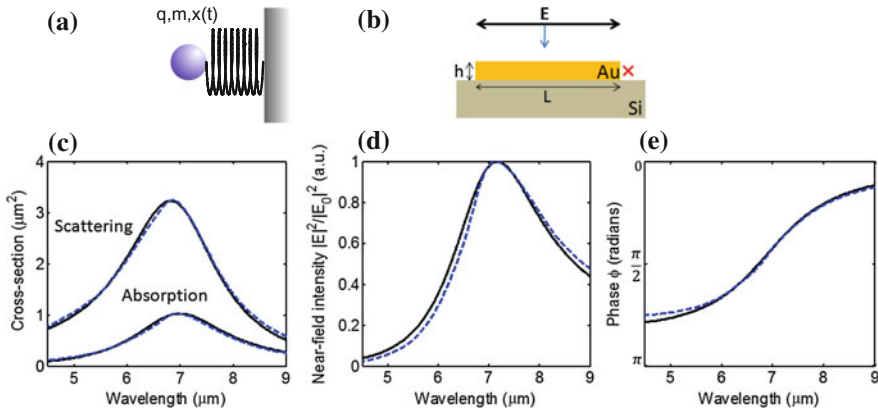 (a)
q,m,x(t)
(b)
E
h
Au
L
Si
(c)
Cross-section (μm²)
4
3
2
1
0
Scattering
Absorption
5 6 7 8 9
Wavelength (μm)
(d)
Near-field intensity |E|²/|E₀|² (a.u.)
1
0.8
0.6
0.4
0.2
0
5 6 7 8 9
Wavelength (μm)
(e)
Phase ϕ (radians)
0
π/2
π
5 6 7 8 9
Wavelength (μm)